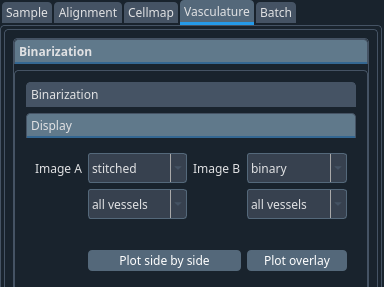 Sample Alignment Cellmap Vasculature Batch
Binarization
Binarization
Display
Image A stitched Image B binary
all vessels all vessels
Plot side by side Plot overlay